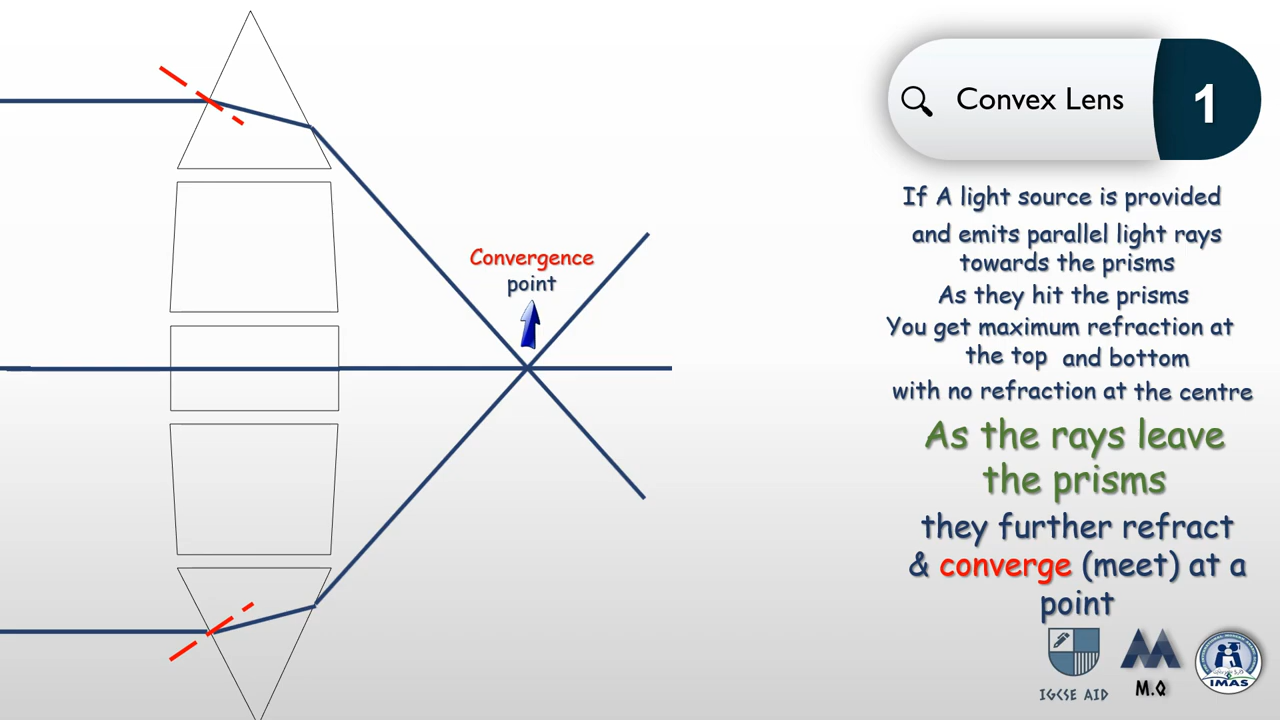 Convex Lens
1
Convergence
point
If A light source is provided
and emits parallel light rays
towards the prisms
As they hit the prisms
You get maximum refraction at
the top and bottom
with no refraction at the centre
As the rays leave
the prisms
they further refract
& converge (meet) at a
point
IGCSE AID
M.Q
IMAS